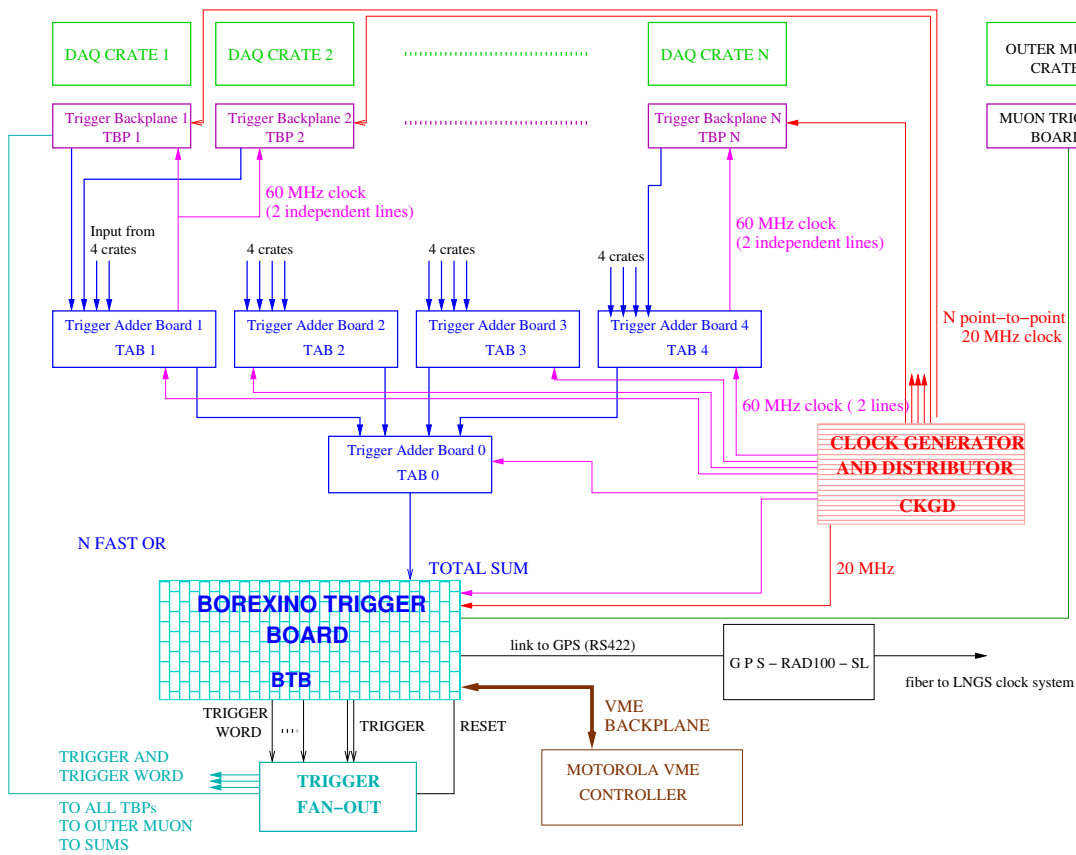 DAQ CRATE 1
DAQ CRATE 2
DAQ CRATE N
OUTER MU
CRATE
Trigger Backplane 1
TBP 1
Trigger Backplane 2
TBP 2
Trigger Backplane N
TBP N
MUON TRIG
BOARD
60 MHz clock
(2 independent lines)
60 MHz clock
(2 independent lines)
Input from
4 crates
4 crates
4 crates
4 crates
Trigger Adder Board 1
TAB 1
Trigger Adder Board 2
TAB 2
Trigger Adder Board 3
TAB 3
Trigger Adder Board 4
TAB 4
N point−to−point
20 MHz clock
60 MHz clock ( 2 lines)
Trigger Adder Board 0
TAB 0
CLOCK GENERATOR
AND DISTRIBUTOR
CKGD
N FAST OR
TOTAL SUM
20 MHz
BOREXINO TRIGGER
BOARD
BTB
link to GPS (RS422)
G P S − RAD100 − SL
fiber to LNGS clock system
TRIGGER
WORD
TRIGGER
RESET
VME
BACKPLANE
TRIGGER AND
TRIGGER WORD
TRIGGER
FAN−OUT
MOTOROLA VME
CONTROLLER
TO ALL TBPs
TO OUTER MUON
TO SUMS